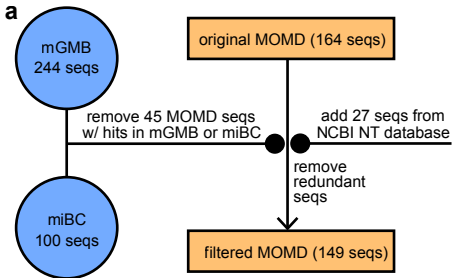 a
mGMB
244 seqs
original MOMD (164 seqs)
remove 45 MOMD seqs
w/ hits in mGMB or miBC
add 27 seqs from
NCBI NT database
remove
redundant
seqs
miBC
100 seqs
filtered MOMD (149 seqs)